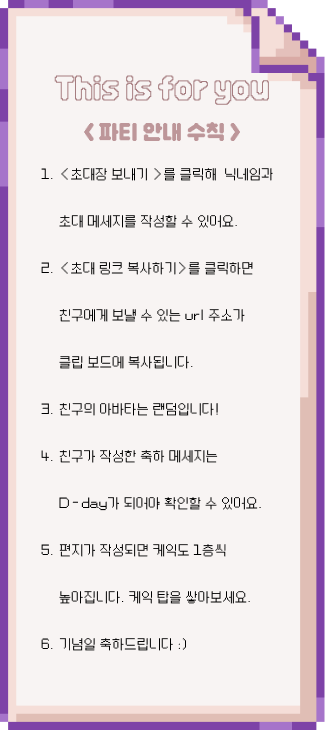 This is for you
< 파티 안내 수칙 >
1. <초대장 보내기 >를 클릭해 닉네임과
초대 메세지를 작성할 수 있어요.
2. <초대 링크 복사하기>를 클릭하면
친구에게 보낼 수 있는 url 주소가
클립 보드에 복사됩니다.
3. 친구의 아바타는 랜덤입니다!
4. 친구가 작성한 축하 메세지는
D-day가 되어야 확인할 수 있어요.
5. 편지가 작성되면 케익도 1층씩
높아집니다. 케익 탑을 쌓아보세요.
6. 기념일 축하드립니다 :)